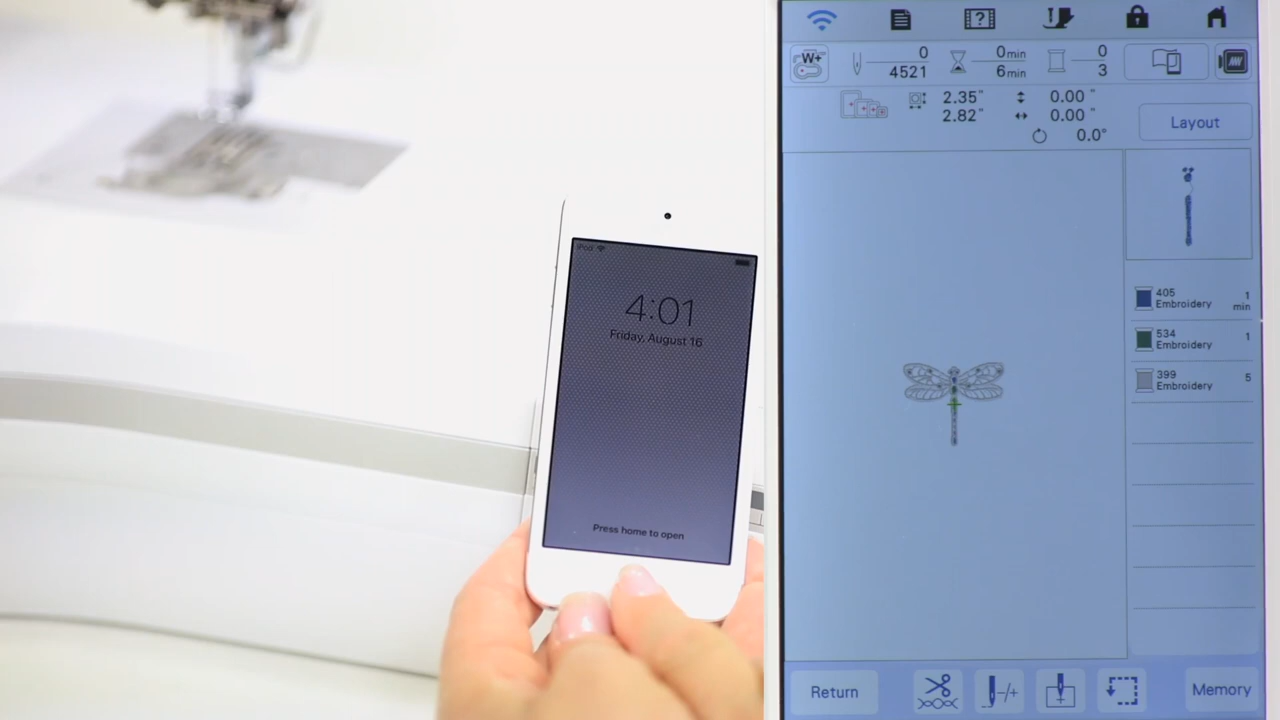 iPod
4:01
Friday, August 16
Press home to open
W+
0
4521
0min
6min
0
3
2.35"
2.82"
0.00"
0.00"
0.0°
Layout
405
Embroidery
1
min
534
Embroidery
1
399
Embroidery
5
Return
-/+
Memory